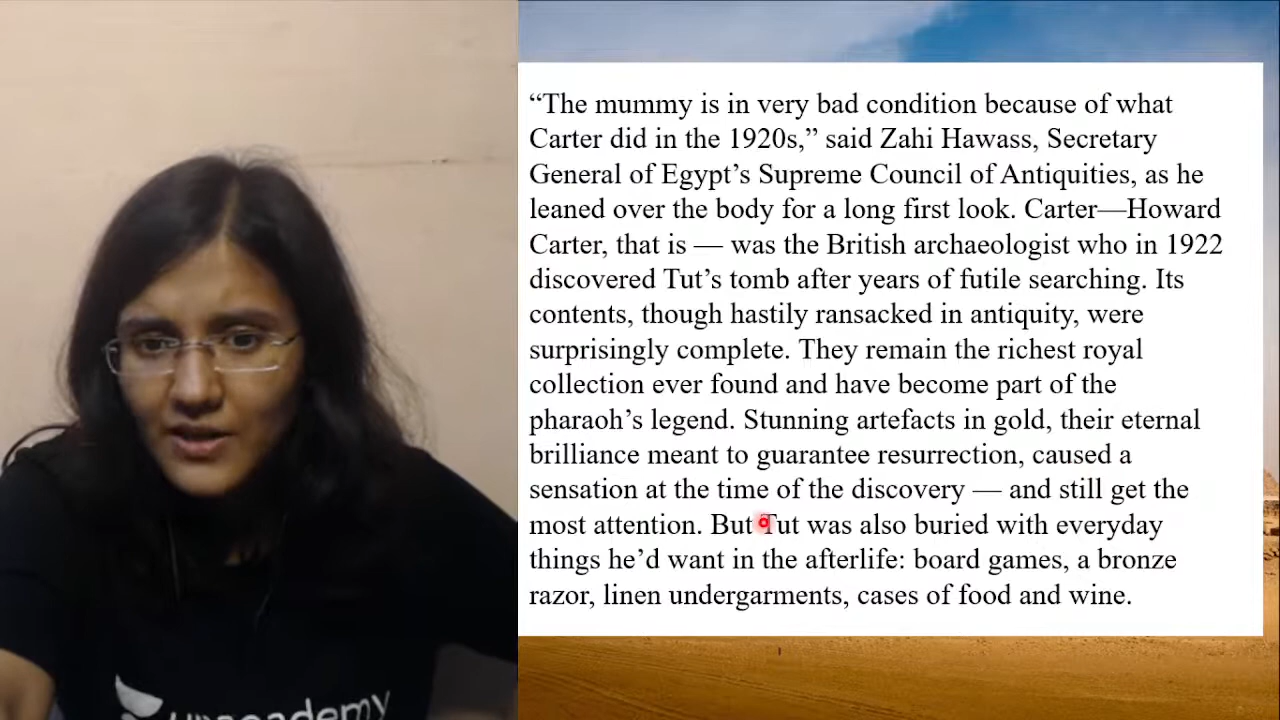 “The mummy is in very bad condition because of what
Carter did in the 1920s,” said Zahi Hawass, Secretary
General of Egypt’s Supreme Council of Antiquities, as he
leaned over the body for a long first look. Carter—Howard
Carter, that is — was the British archaeologist who in 1922
discovered Tut’s tomb after years of futile searching. Its
contents, though hastily ransacked in antiquity, were
surprisingly complete. They remain the richest royal
collection ever found and have become part of the
pharaoh’s legend. Stunning artefacts in gold, their eternal
brilliance meant to guarantee resurrection, caused a
sensation at the time of the discovery — and still get the
most attention. But Tut was also buried with everyday
things he’d want in the afterlife: board games, a bronze
razor, linen undergarments, cases of food and wine.